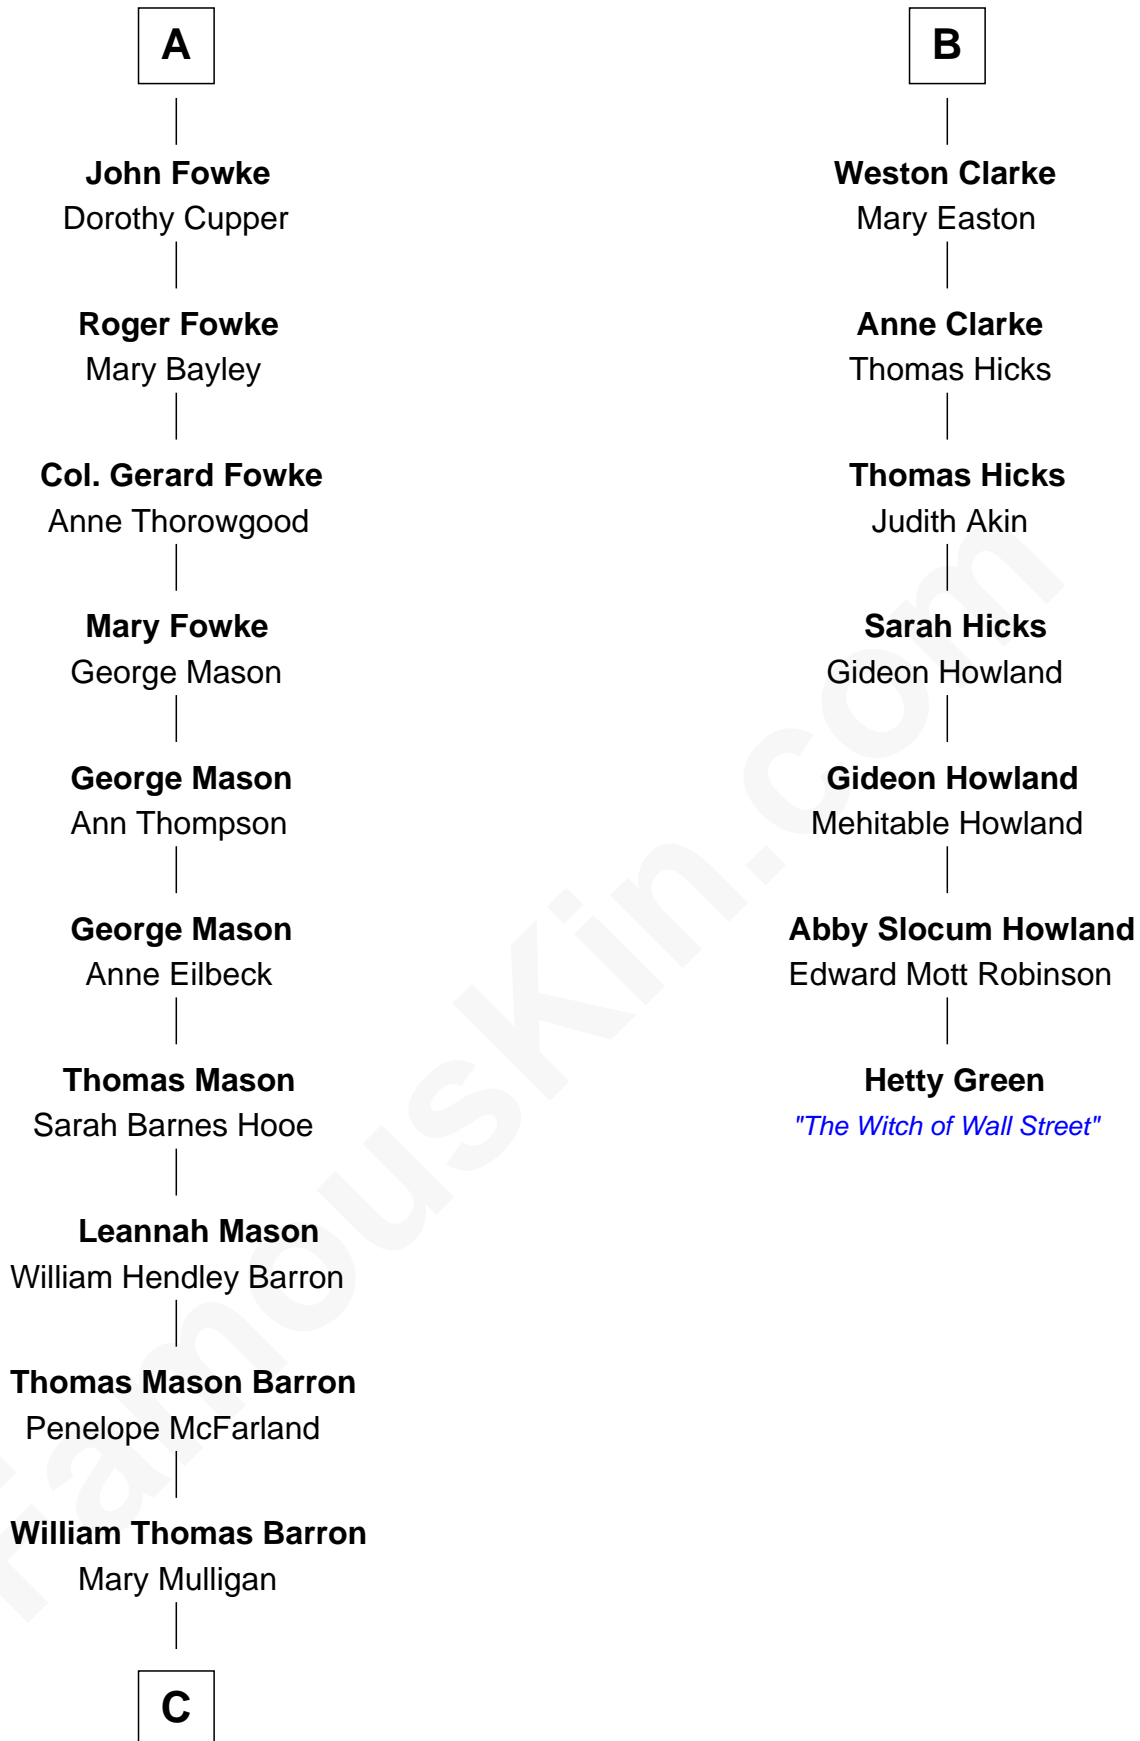 A
John Fowke
Dorothy Cupper
Roger Fowke
Mary Bayley
Col. Gerard Fowke
Anne Thorowgood
Mary Fowke
George Mason
George Mason
Ann Thompson
George Mason
Anne Eilbeck
Thomas Mason
Sarah Barnes Hooe
Leannah Mason
William Hendley Barron
Thomas Mason Barron
Penelope McFarland
William Thomas Barron
Mary Mulligan
C
B
Weston Clarke
Mary Easton
Anne Clarke
Thomas Hicks
Thomas Hicks
Judith Akin
Sarah Hicks
Gideon Howland
Gideon Howland
Mehitable Howland
Abby Slocum Howland
Edward Mott Robinson
Hetty Green
"The Witch of Wall Street"
FamousKin.com